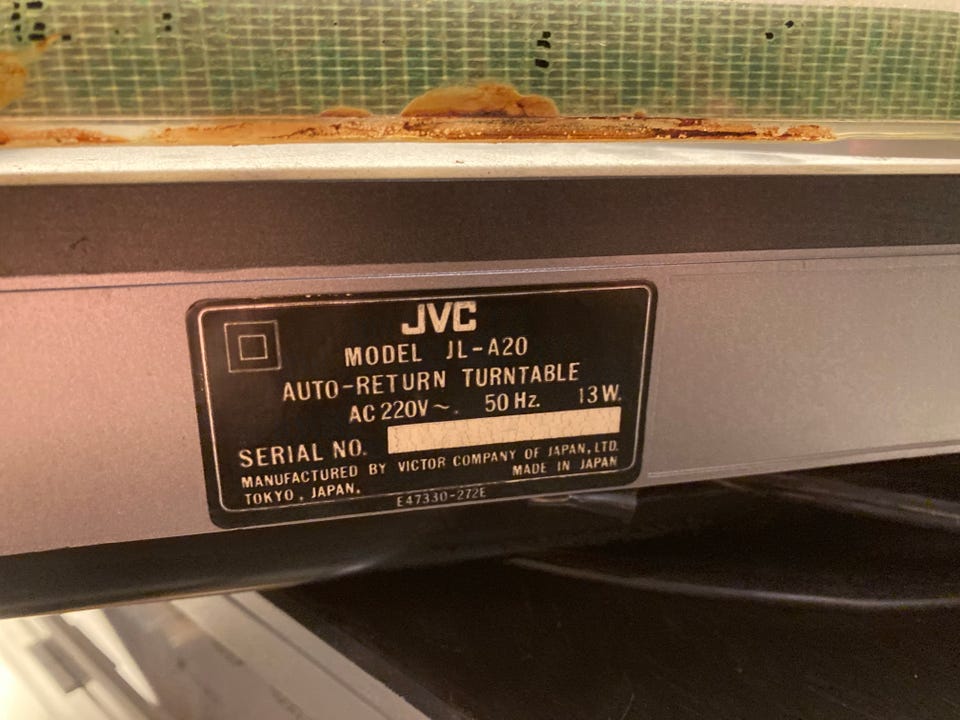 JVC
MODEL JL-A20
AUTO-RETURN TURNTABLE
AC 220V ~. 50 Hz. 13 W.
SERIAL NO.
MANUFACTURED BY VICTOR COMPANY OF JAPAN, LTD.
TOKYO, JAPAN. MADE IN JAPAN
E47330-272E